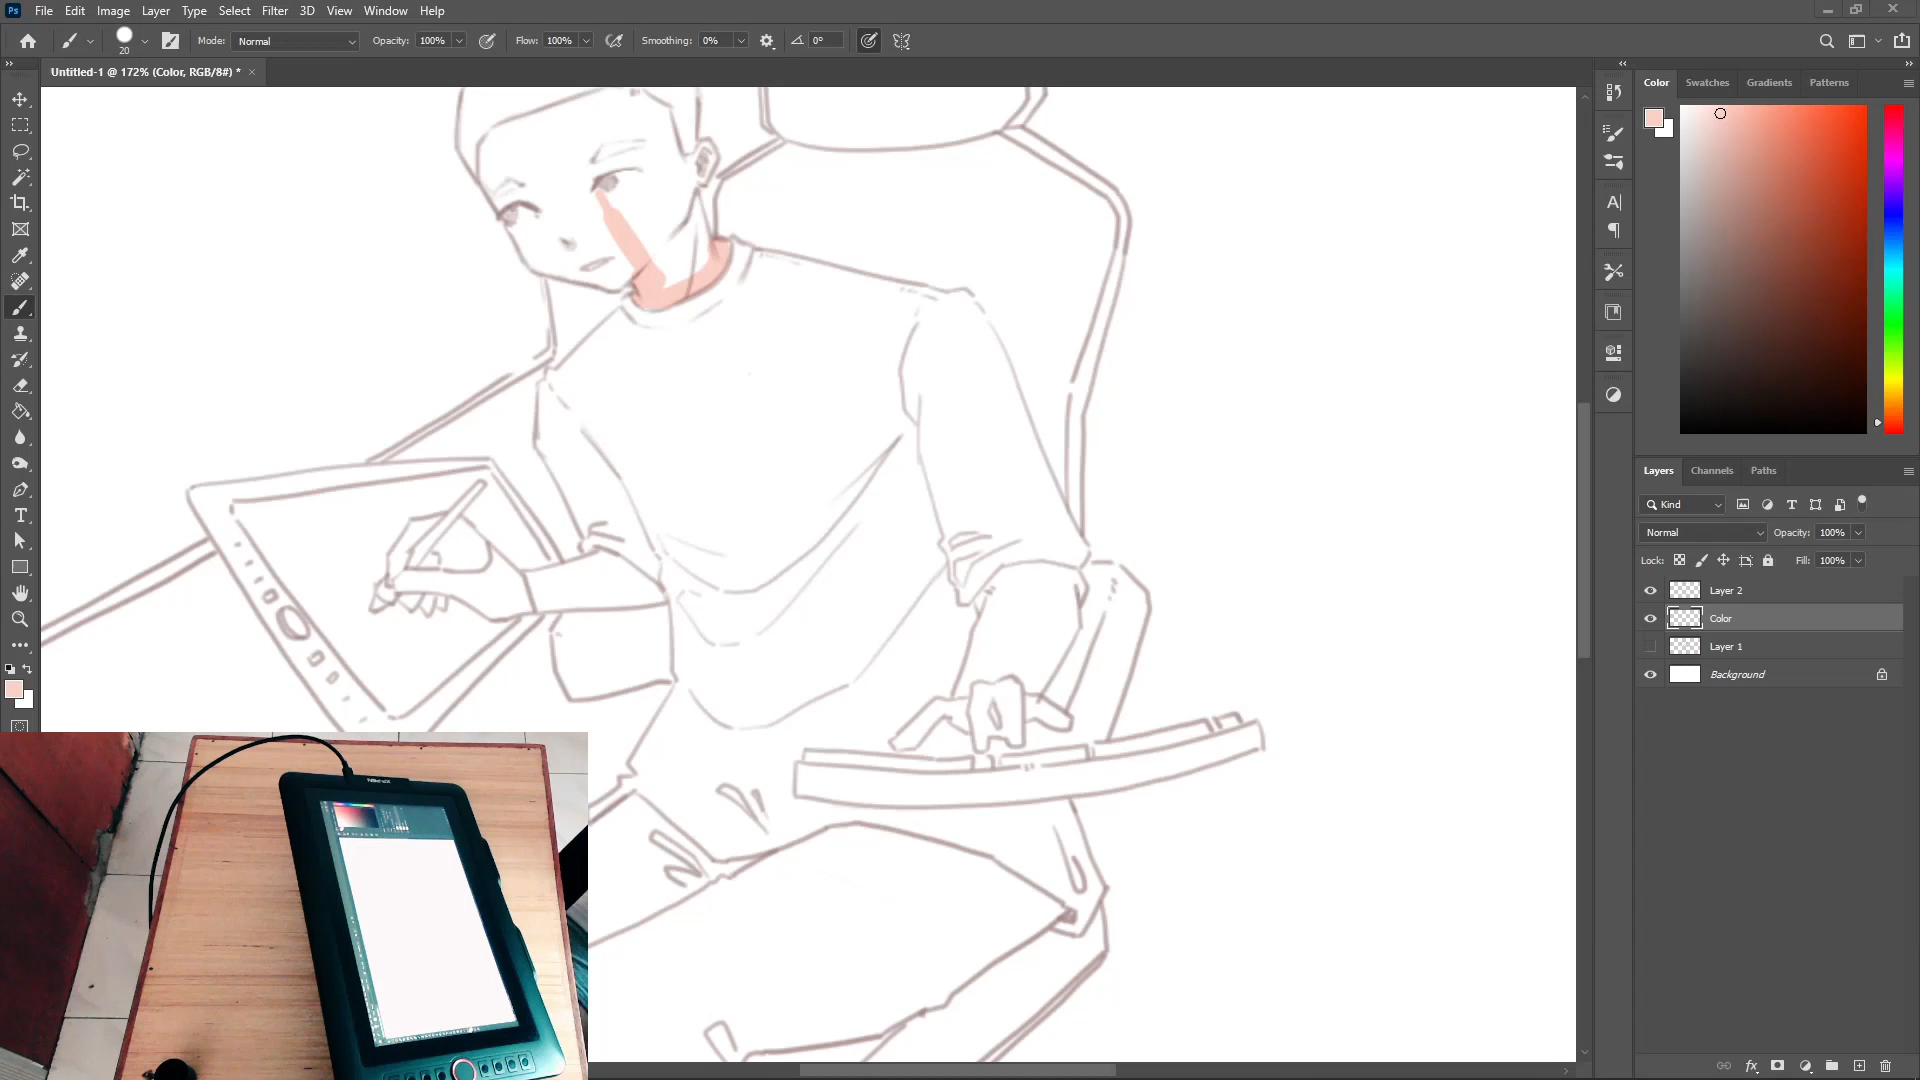 Ps File Edit Image Layer Type Select Filter 3D View Window Help
20 Mode: Normal Opacity: 100% Flow: 100% Smoothing: 0% 0°
Untitled-1 @ 172% (Color, RGB/8#) *
Color Swatches Gradients Patterns
Layers Channels Paths
Kind
Normal Opacity: 100%
Lock: Fill: 100%
Layer 2
Color
Layer 1
Background